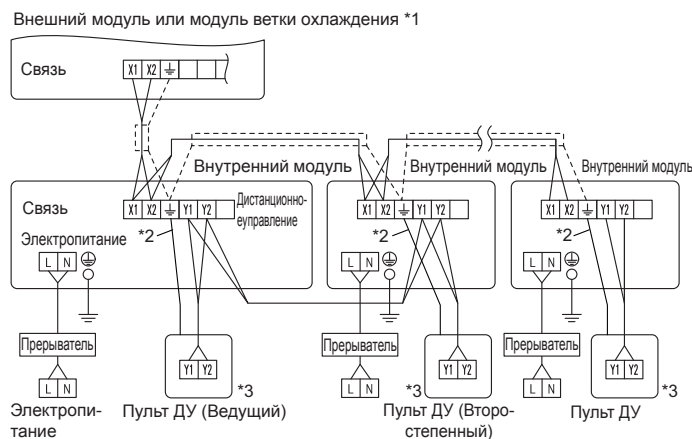 Внешний модуль или модуль ветки охлаждения *1
Связь
X1 X2
Внутренний модуль
Внутренний модуль
Внутренний модуль
Связь
X1 X2 Y1 Y2
Дистанционно-
еуправление
X1 X2 Y1 Y2
X1 X2 Y1 Y2
*2
*2
*2
Электропитание
L N
L N
L N
Прерыватель
Прерыватель
Прерыватель
Y1 Y2
Y1 Y2
Y1 Y2
L N
*3
L N
*3
L N
*3
Электропи-
тание
Пульт ДУ (Ведущий)
Пульт ДУ (Второ-
степенный)
Пульт ДУ